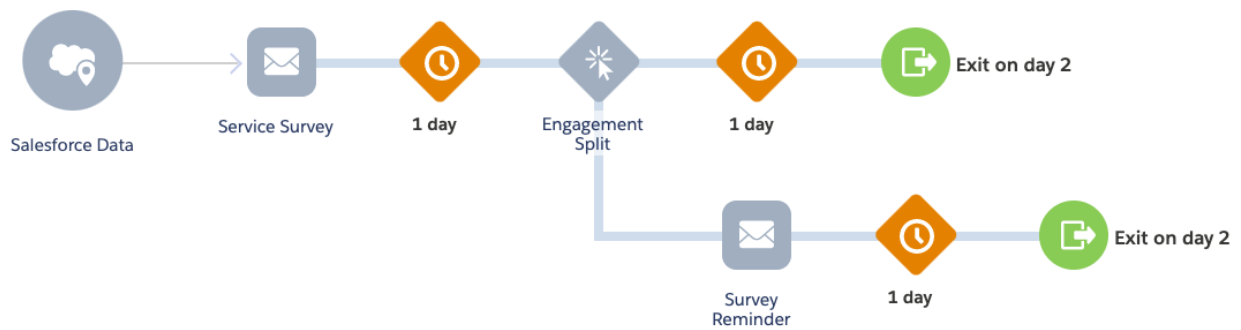 Salesforce Data
Service Survey
1 day
Engagement
Split
1 day
Exit on day 2
Survey
Reminder
1 day
Exit on day 2